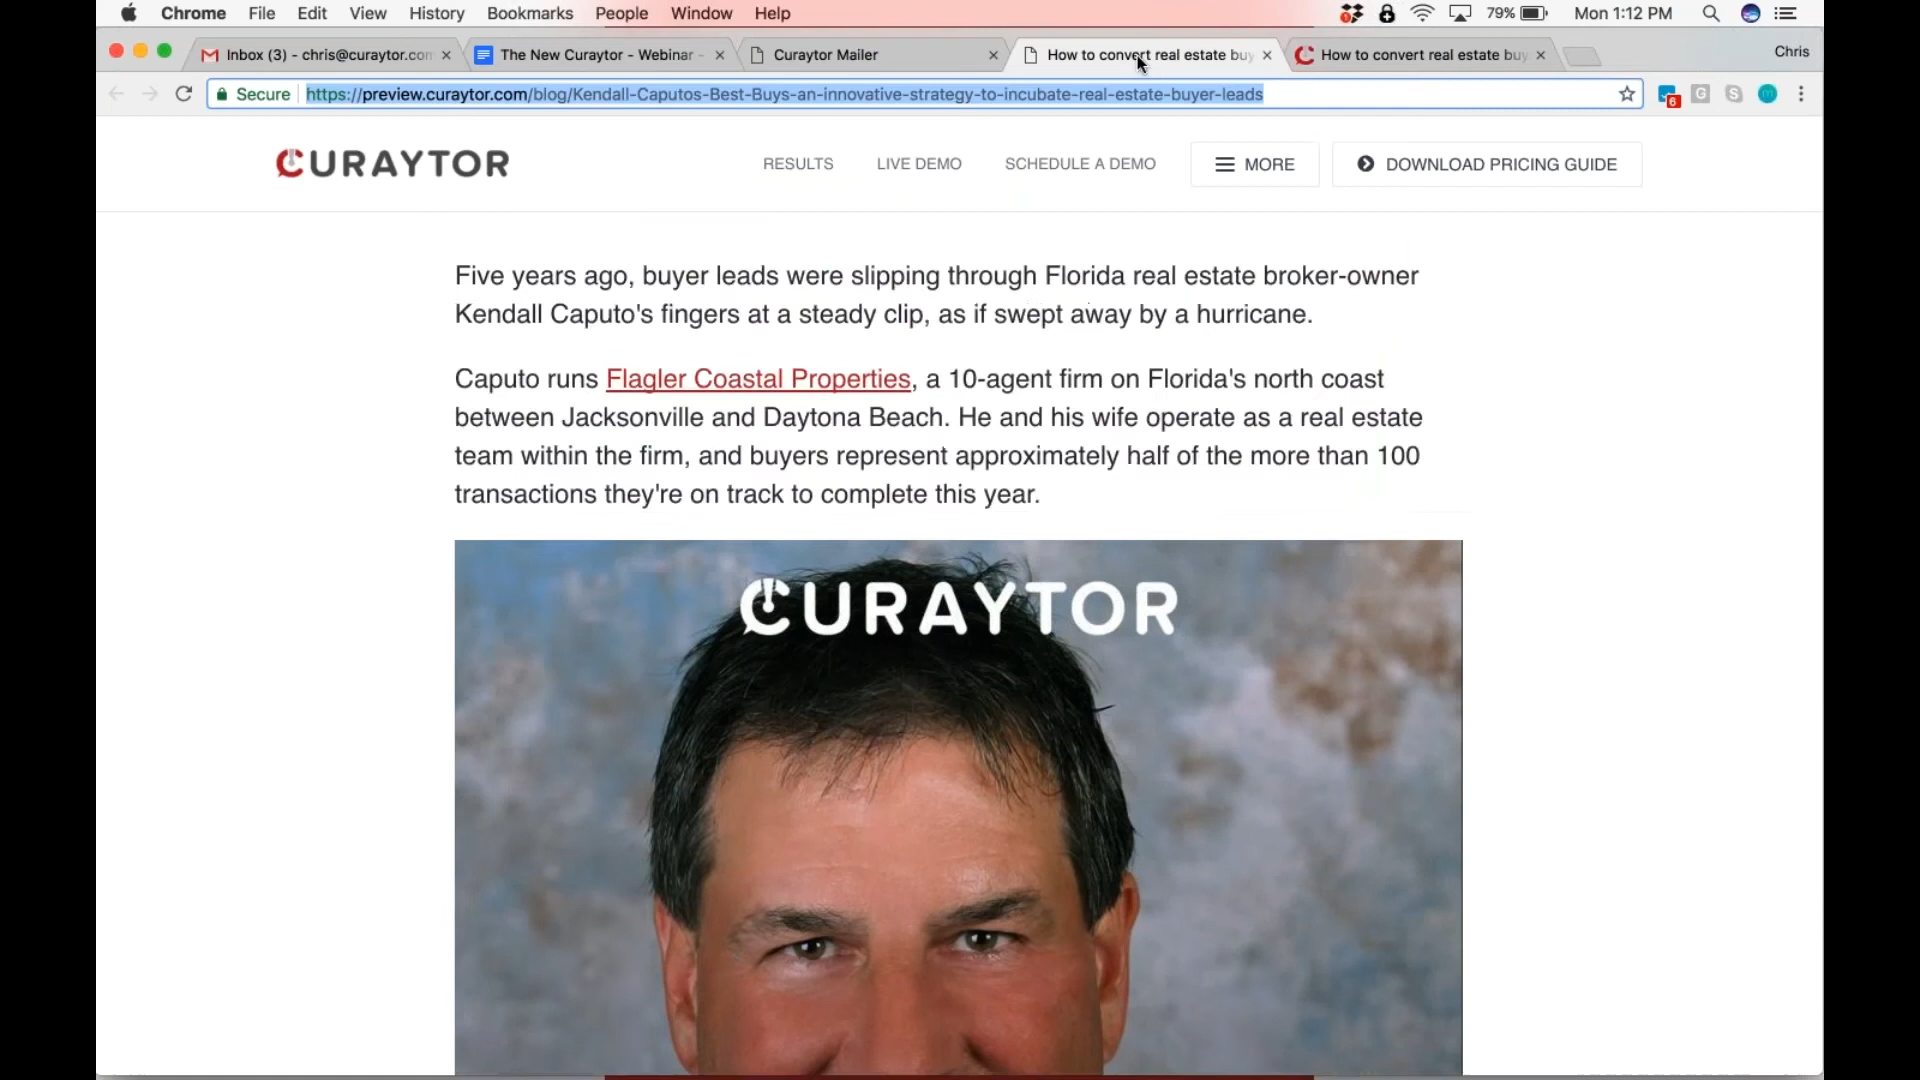 Chrome File Edit View History Bookmarks People Window Help 79% Mon 1:12 PM
Inbox (3) - chris@curaytor.com The New Curaytor - Webinar - Curaytor Mailer How to convert real estate buy How to convert real estate buy Chris
Secure https://preview.curaytor.com/blog/Kendall-Caputos-Best-Buys-an-innovative-strategy-to-incubate-real-estate-buyer-leads 6
CURAYTOR RESULTS LIVE DEMO SCHEDULE A DEMO MORE DOWNLOAD PRICING GUIDE
Five years ago, buyer leads were slipping through Florida real estate broker-owner
Kendall Caputo's fingers at a steady clip, as if swept away by a hurricane.
Caputo runs Flagler Coastal Properties, a 10-agent firm on Florida's north coast
between Jacksonville and Daytona Beach. He and his wife operate as a real estate
team within the firm, and buyers represent approximately half of the more than 100
transactions they're on track to complete this year.
CURAYTOR